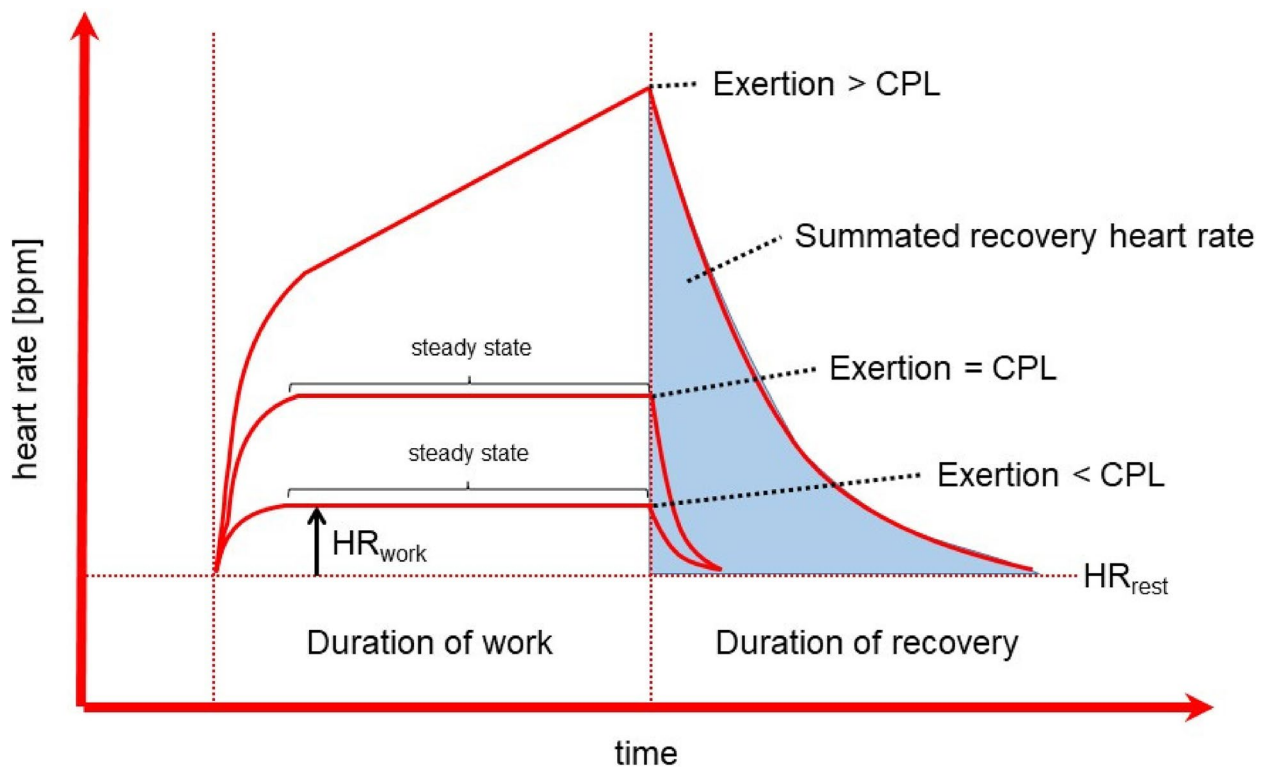 Exertion > CPL
Summated recovery heart rate
steady state
Exertion = CPL
steady state
Exertion < CPL
HRwork
HRrest
Duration of work
Duration of recovery
heart rate [bpm]
time